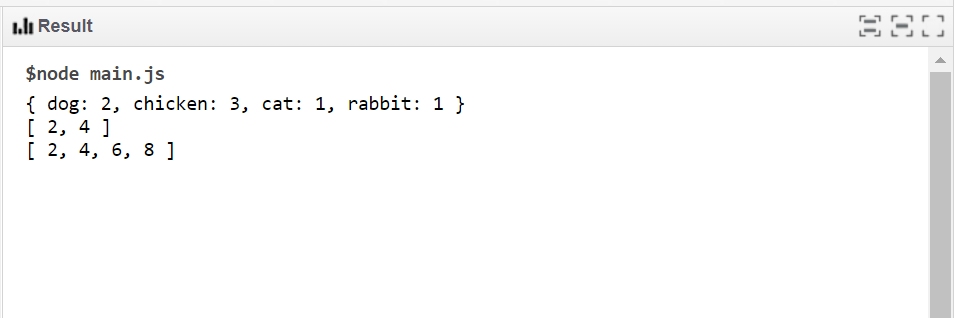 Result
$node main.js
{ dog: 2, chicken: 3, cat: 1, rabbit: 1 }
[ 2, 4 ]
[ 2, 4, 6, 8 ]